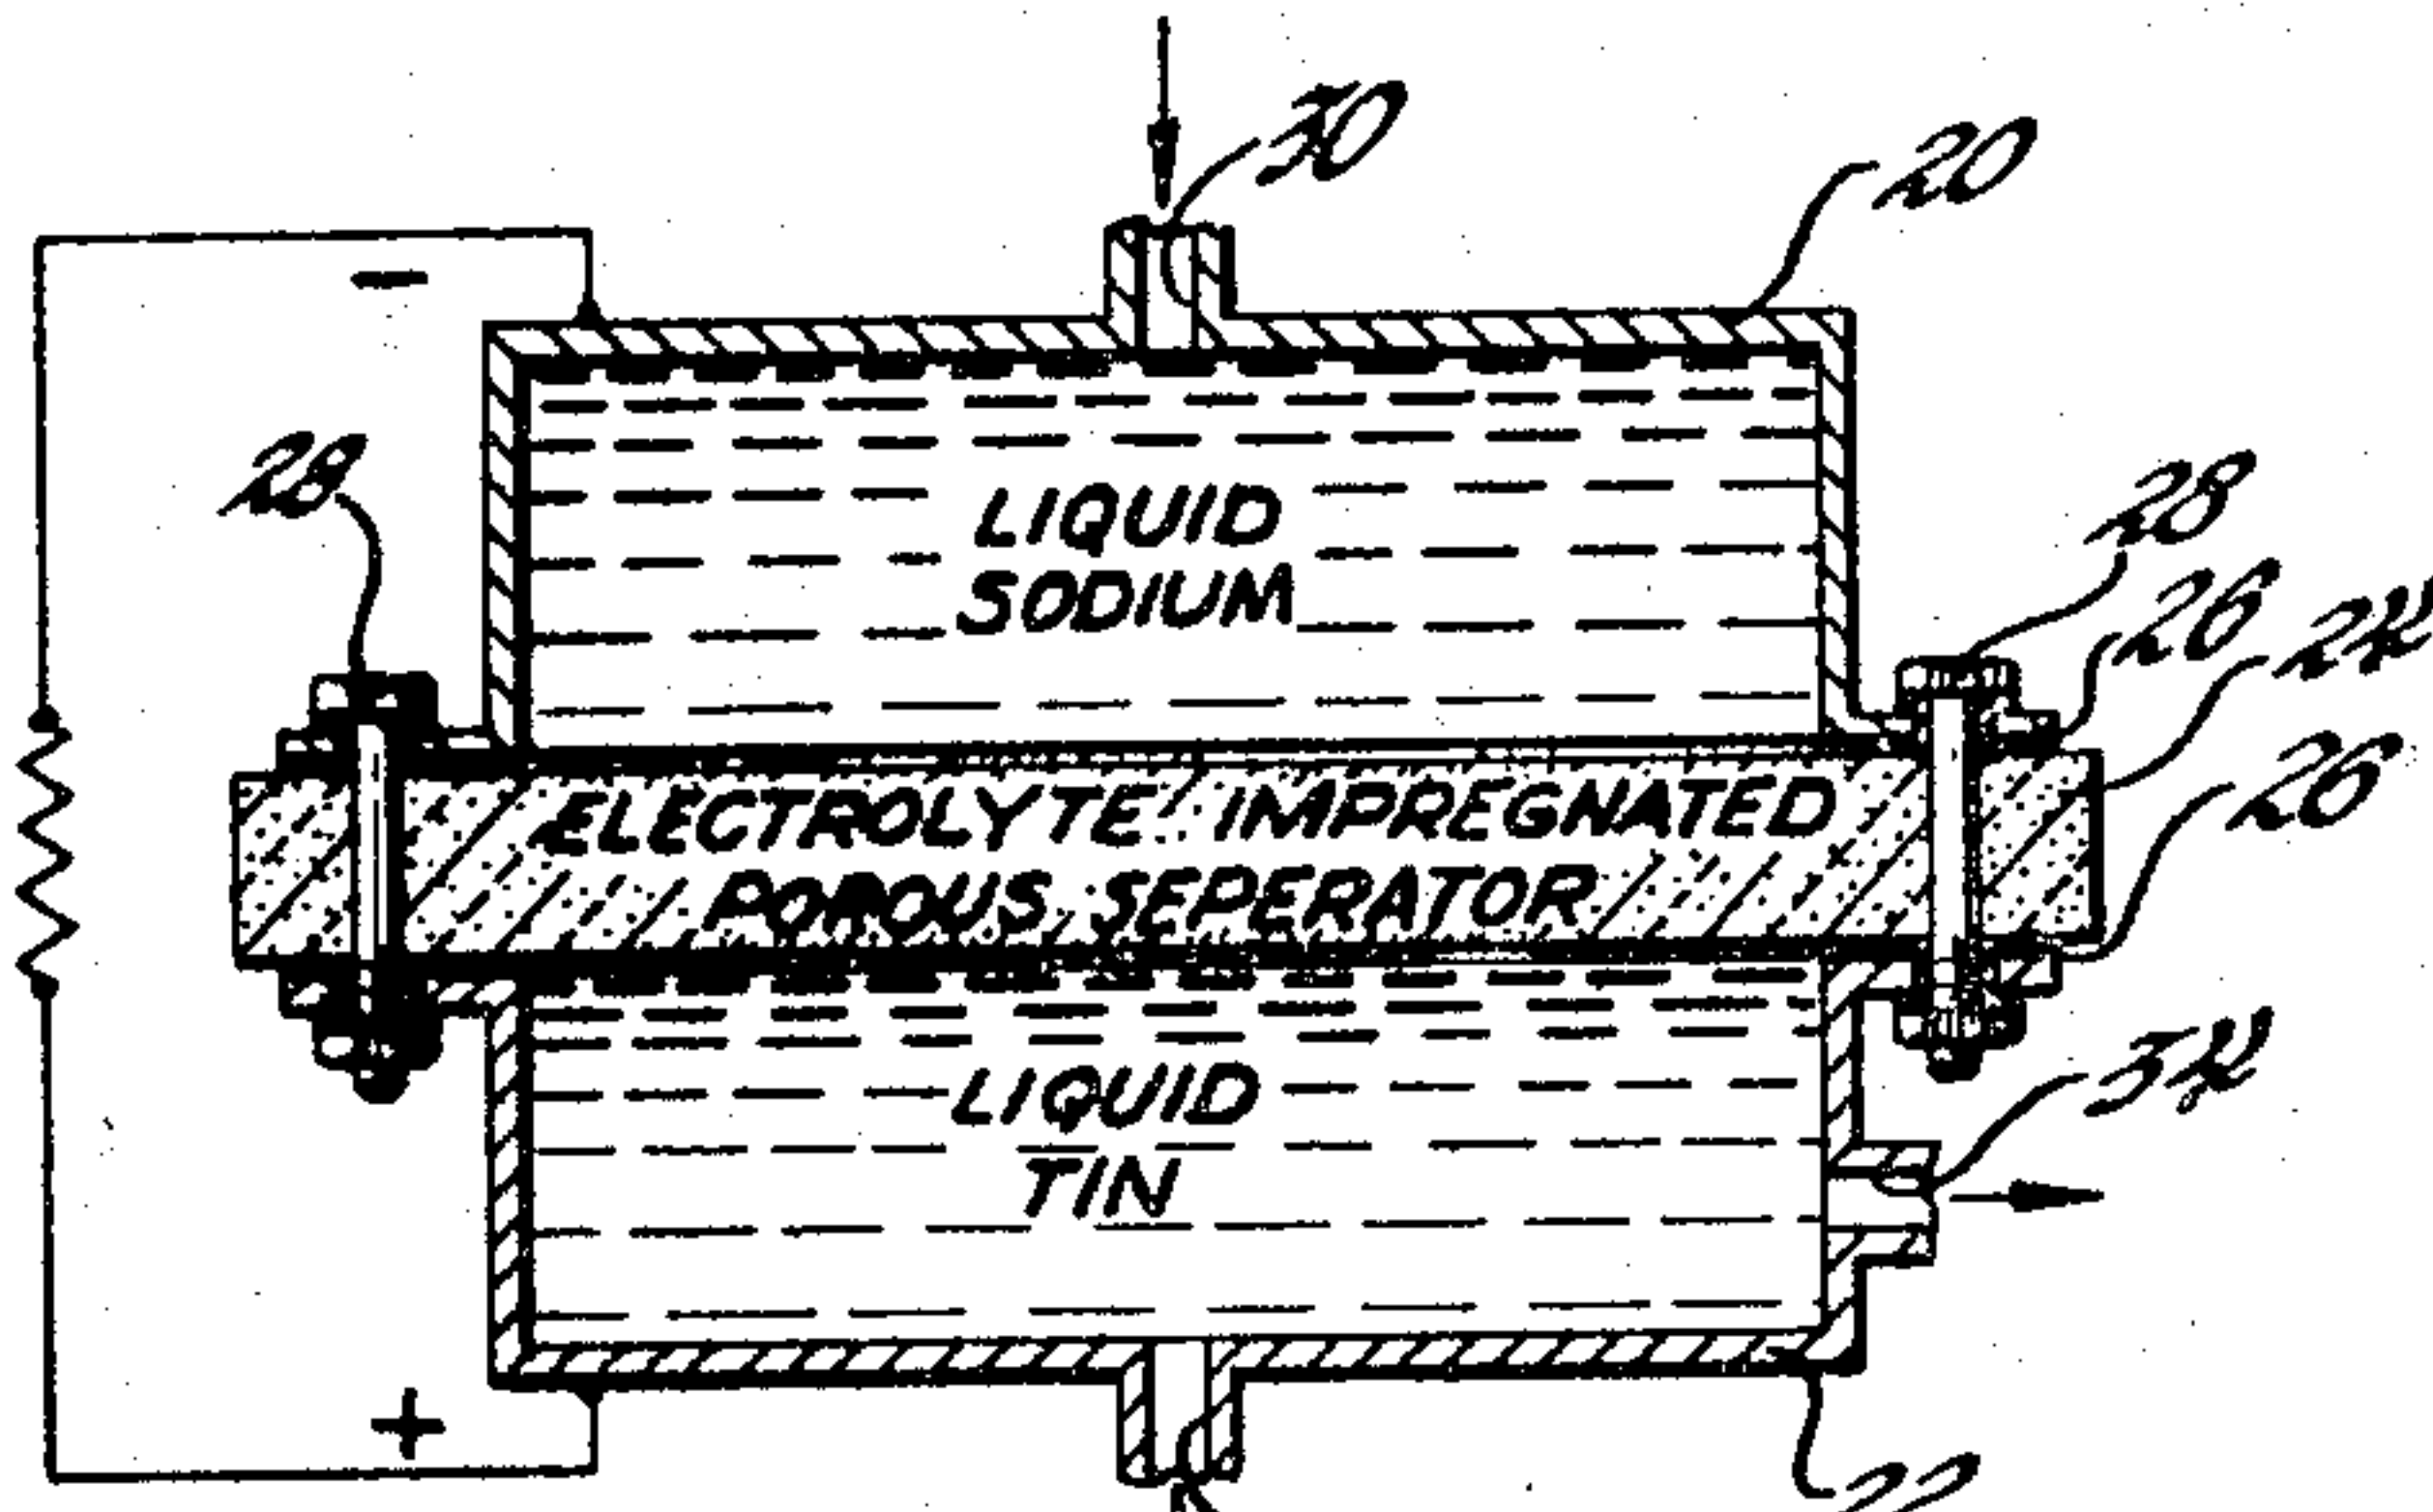 30
20
28
LIQUID
SODIUM
28
26
24
ELECTROLYTE IMPREGNATED
POROUS SEPERATOR
26
LIQUID
TIN
34
22